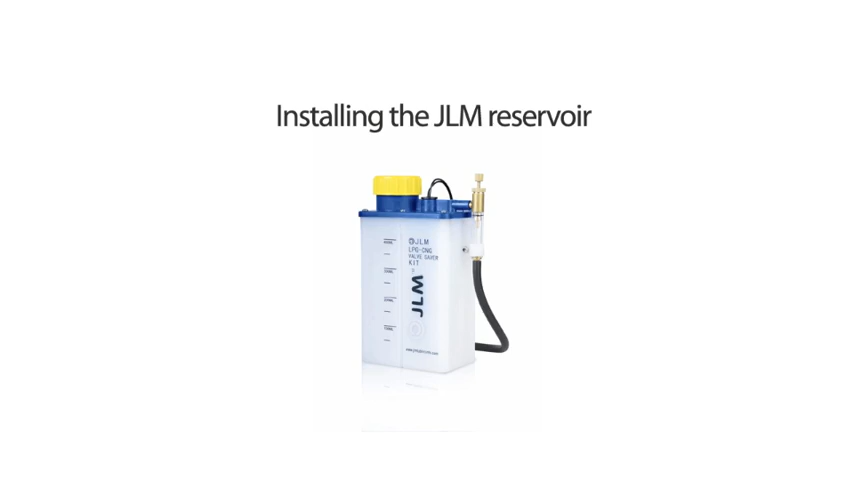 Installing the JLM reservoir
JLM
LPG-CNG
VALVE SAVER
KIT
JLM